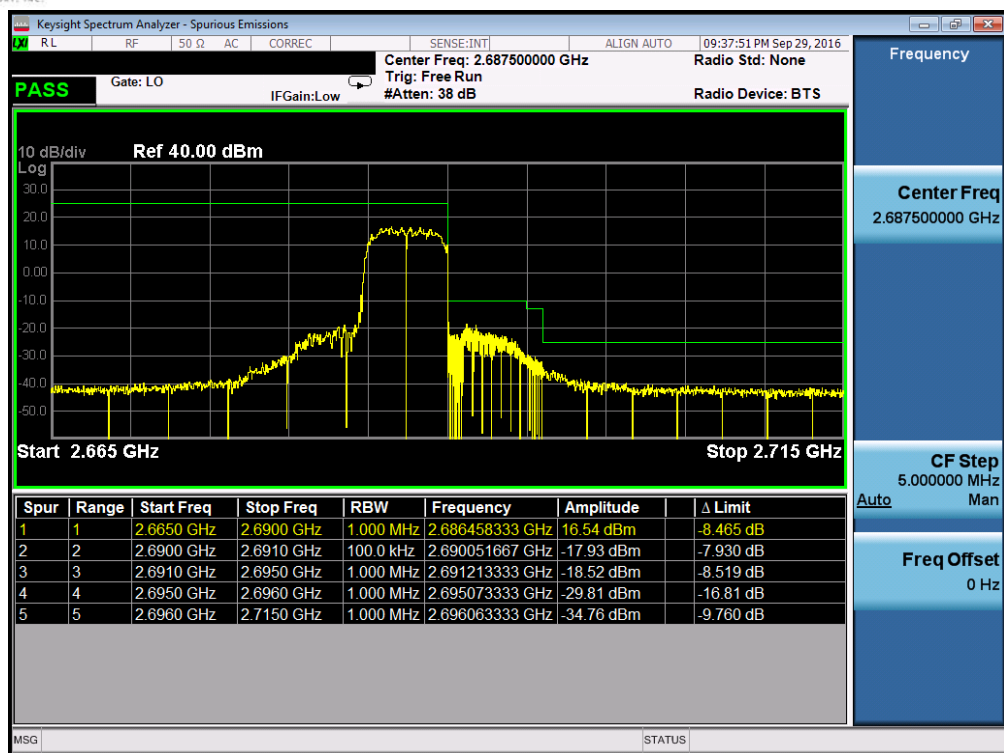 Keysight Spectrum Analyzer - Spurious Emissions
LXI RL RF 50 Ω AC CORREC SENSE:INT ALIGN AUTO 09:37:51 PM Sep 29, 2016
Center Freq: 2.687500000 GHz Radio Std: None
PASS Gate: LO Trig: Free Run
IFGain:Low #Atten: 38 dB Radio Device: BTS
Frequency
10 dB/div Ref 40.00 dBm
Log
30.0
20.0
10.0
0.00
-10.0
-20.0
-30.0
-40.0
-50.0
Start 2.665 GHz Stop 2.715 GHz
Spur Range Start Freq Stop Freq RBW Frequency Amplitude Δ Limit
1 1 2.6650 GHz 2.6900 GHz 1.000 MHz 2.686458333 GHz 16.54 dBm -8.465 dB
2 2 2.6900 GHz 2.6910 GHz 100.0 kHz 2.690051667 GHz -17.93 dBm -7.930 dB
3 3 2.6910 GHz 2.6950 GHz 1.000 MHz 2.691213333 GHz -18.52 dBm -8.519 dB
4 4 2.6950 GHz 2.6960 GHz 1.000 MHz 2.695073333 GHz -29.81 dBm -16.81 dB
5 5 2.6960 GHz 2.7150 GHz 1.000 MHz 2.696063333 GHz -34.76 dBm -9.760 dB
Center Freq
2.687500000 GHz
CF Step
5.000000 MHz
Auto Man
Freq Offset
0 Hz
MSG STATUS